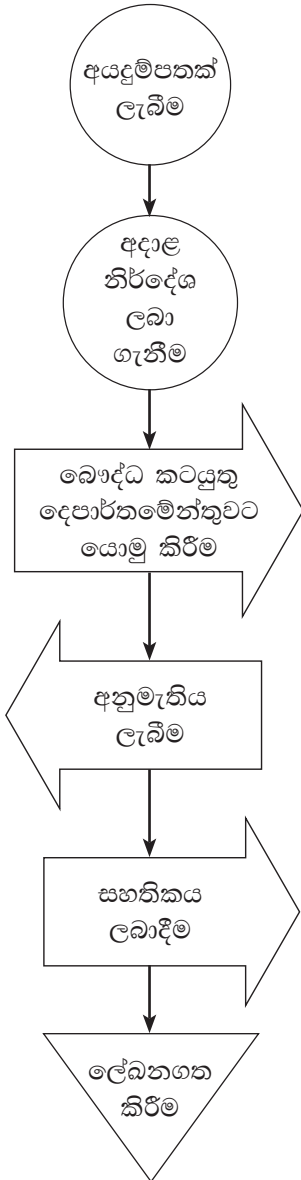 අයදුම්පතක්
ලැබීම
අදාළ
නිර්දේශ
ලබා
ගැනීම
බෞද්ධ කටයුතු
දෙපාර්තමේන්තුවට
යොමු කිරීම
අනුමැතිය
ලැබීම
සහතිකය
ලබාදීම
ලේඛනගත
කිරීම